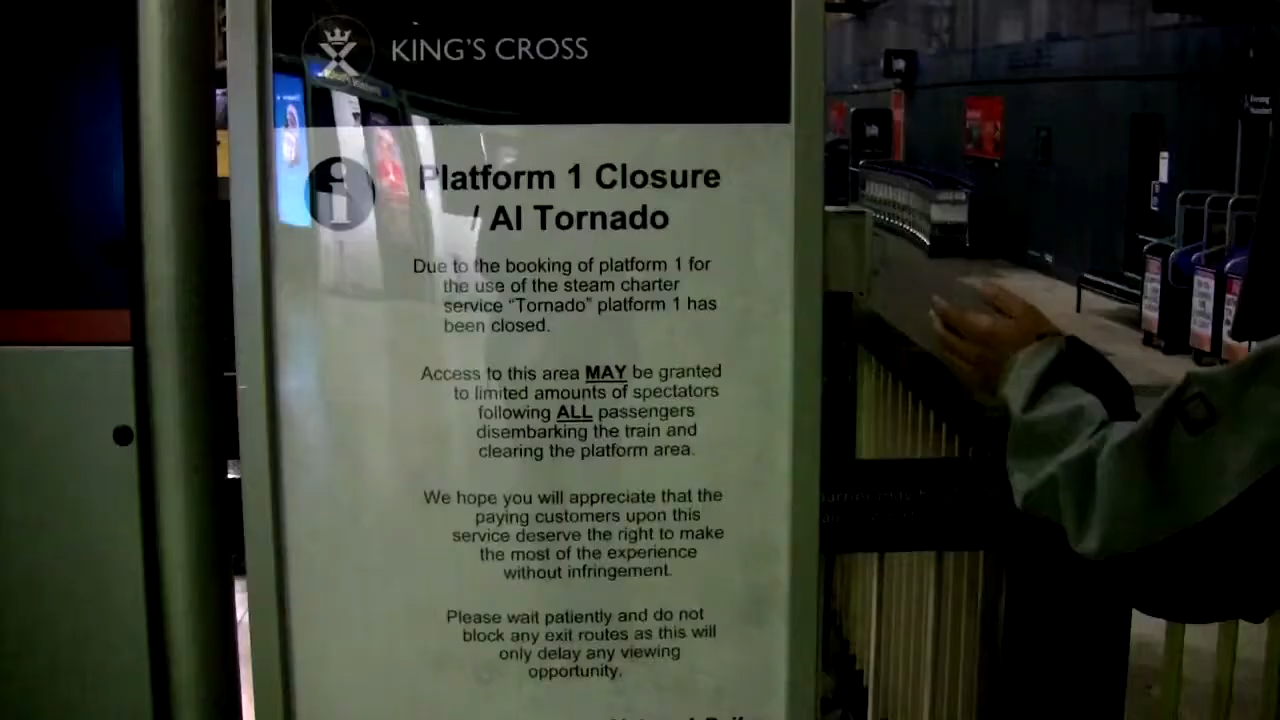 KING'S CROSS
Platform 1 Closure
/ Al Tornado
Due to the booking of platform 1 for
the use of the steam charter
service "Tornado" platform 1 has
been closed.
Access to this area MAY be granted
to limited amounts of spectators
following ALL passengers
disembarking the train and
clearing the platform area.
We hope you will appreciate that the
paying customers upon this
service deserve the right to make
the most of the experience
without infringement.
Please wait patiently and do not
block any exit routes as this will
only delay any viewing
opportunity.